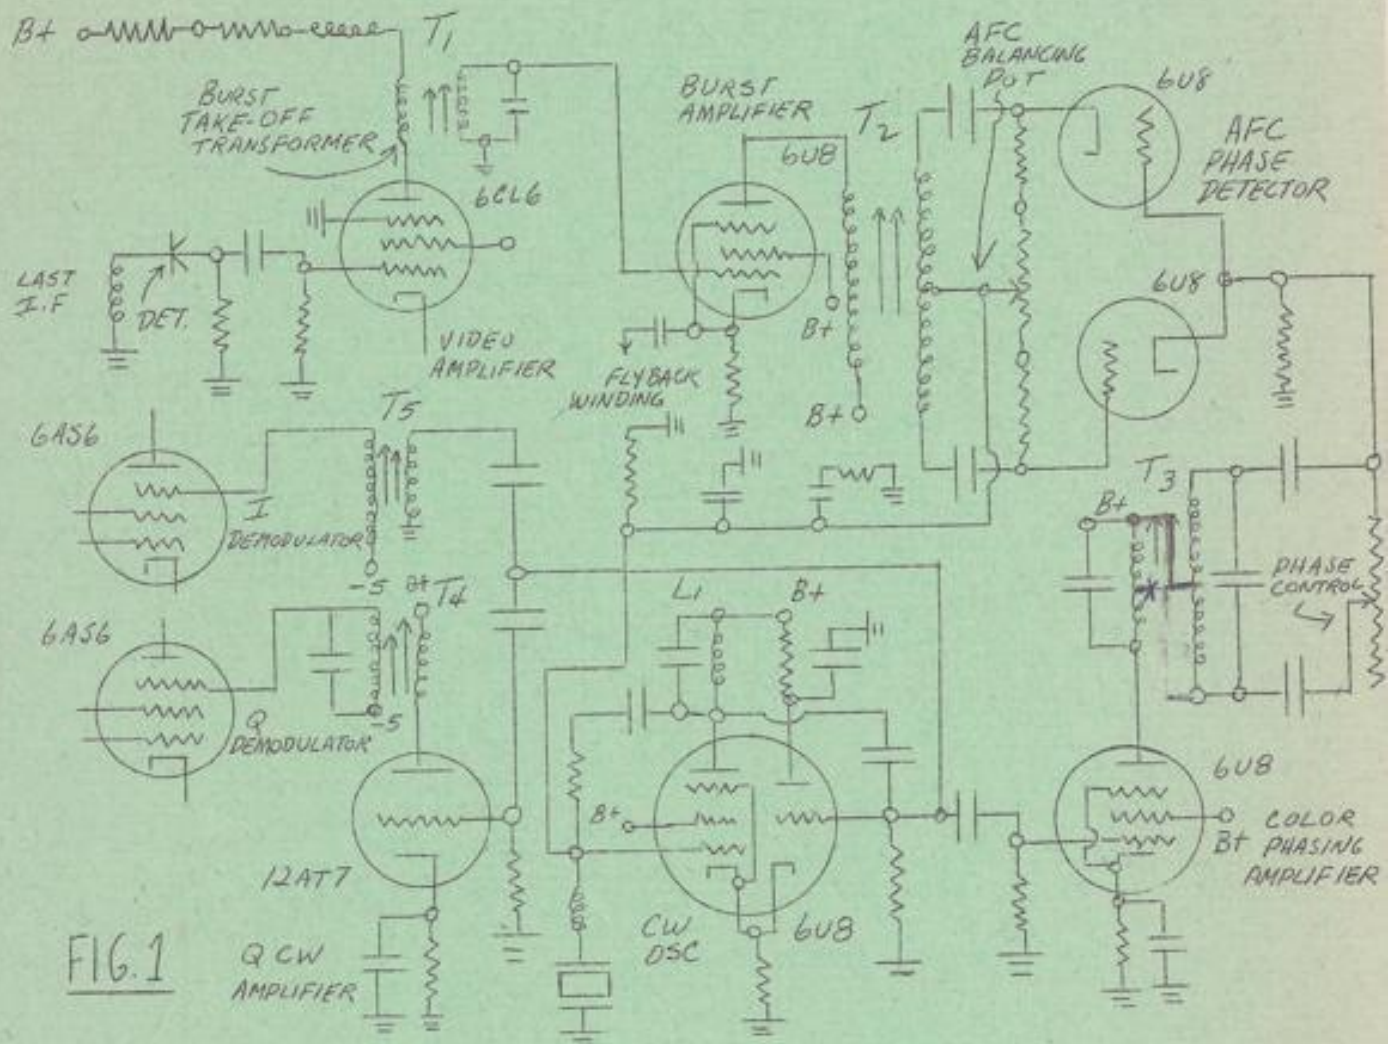 B+
T1
BURST
TAKE-OFF
TRANSFORMER
6CL6
LAST
I.F
DET.
VIDEO
AMPLIFIER
BURST
AMPLIFIER
6U8
T2
B+
B+
FLYBACK
WINDING
AFC
BALANCING
POT
6U8
AFC
PHASE
DETECTOR
6U8
6AS6
T5
I
DEMODULATOR
-5
B+
T4
6AS6
Q
DEMODULATOR
-5
L1
B+
T3
B+
PHASE
CONTROL
12AT7
Q CW
AMPLIFIER
B+
CW
OSC
6U8
6U8
B+
COLOR
PHASING
AMPLIFIER
FIG. 1